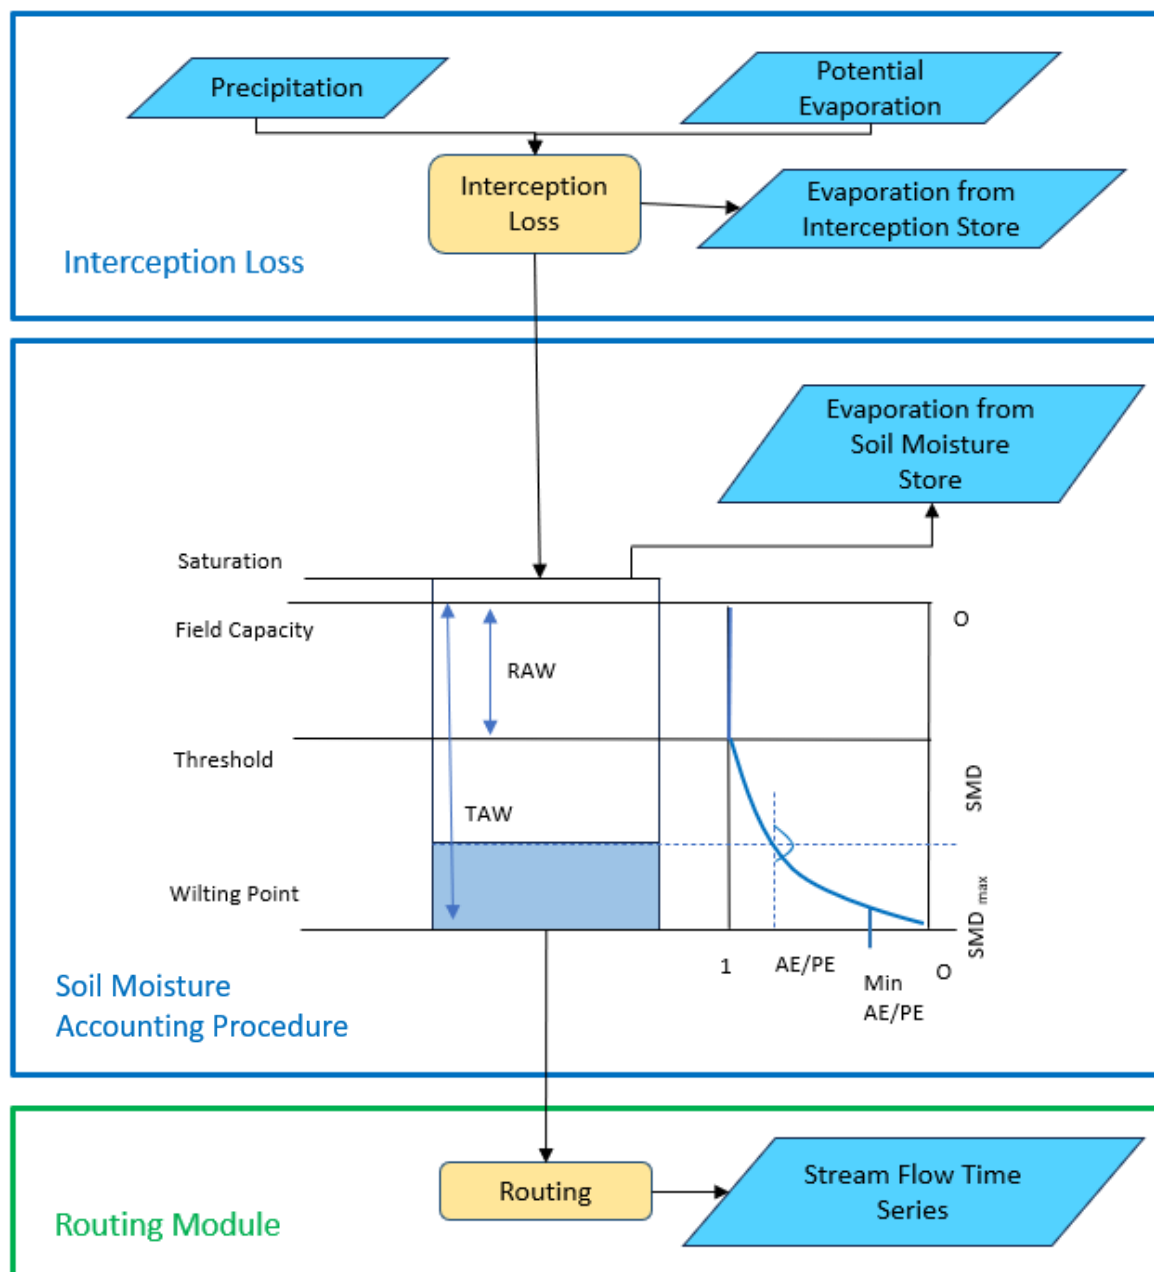 Precipitation
Potential
Evaporation
Interception
Loss
Evaporation from
Interception Store
Interception Loss
Evaporation from
Soil Moisture
Store
Saturation
Field Capacity
O
RAW
Threshold
SMD
TAW
Wilting Point
SMD max
1
AE/PE
O
Min
AE/PE
Soil Moisture
Accounting Procedure
Routing
Stream Flow Time
Series
Routing Module